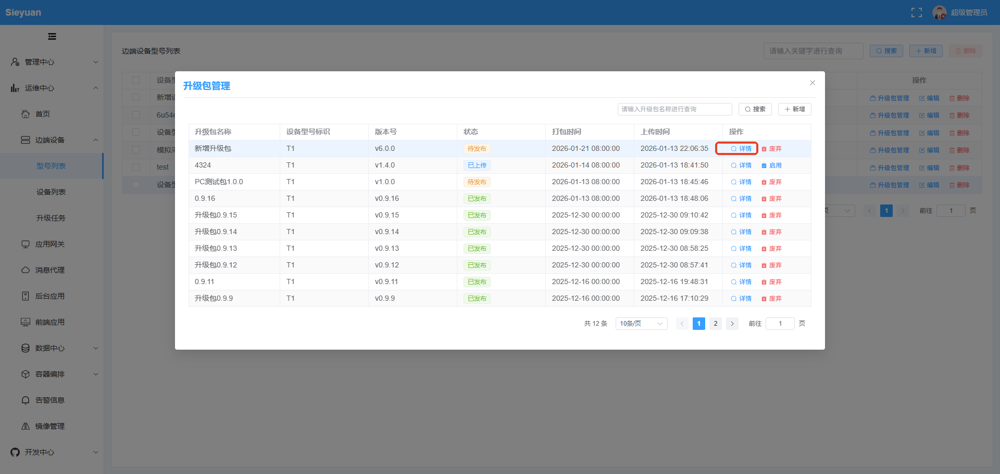 Sieyuan
超级管理员
管理中心
运维中心
首页
边端设备
型号列表
设备列表
升级任务
应用网关
消息代理
后台应用
前端应用
数据中心
容器编排
告警信息
镜像管理
开发中心
边端设备型号列表
请输入关键字进行查询 搜索 新增 删除
设备型 操作
新增设 升级包管理 编辑 删除
6u54e 升级包管理 编辑 删除
设备型 升级包管理 编辑 删除
模拟采 升级包管理 编辑 删除
test 升级包管理 编辑 删除
设备型 升级包管理 编辑 删除
页 1 前往 1 页
升级包管理
请输入升级包名称进行查询 搜索 新增
升级包名称 设备型号标识 版本号 状态 打包时间 上传时间 操作
新增升级包 T1 v6.0.0 待发布 2026-01-21 08:00:00 2026-01-13 22:06:35 详情 废弃
4324 T1 v1.4.0 已上传 2026-01-14 08:00:00 2026-01-13 18:41:50 详情 启用
PC测试包1.0.0 T1 v1.0.0 待发布 2026-01-13 08:00:00 2026-01-13 18:45:46 详情 废弃
0.9.16 T1 v0.9.16 已发布 2026-01-13 08:00:00 2026-01-13 18:48:06 详情 废弃
升级包0.9.15 T1 v0.9.15 已发布 2025-12-30 00:00:00 2025-12-30 09:10:42 详情 废弃
升级包0.9.14 T1 v0.9.14 已发布 2025-12-30 00:00:00 2025-12-30 09:09:38 详情 废弃
升级包0.9.13 T1 v0.9.13 已发布 2025-12-30 00:00:00 2025-12-30 08:58:25 详情 废弃
升级包0.9.12 T1 v0.9.12 已发布 2025-12-30 00:00:00 2025-12-30 08:57:41 详情 废弃
0.9.11 T1 v0.9.11 已发布 2025-12-16 00:00:00 2025-12-16 19:48:31 详情 废弃
升级包0.9.9 T1 v0.9.9 已发布 2025-12-16 00:00:00 2025-12-16 17:10:29 详情 废弃
共 12 条 10条/页 1 2 前往 1 页